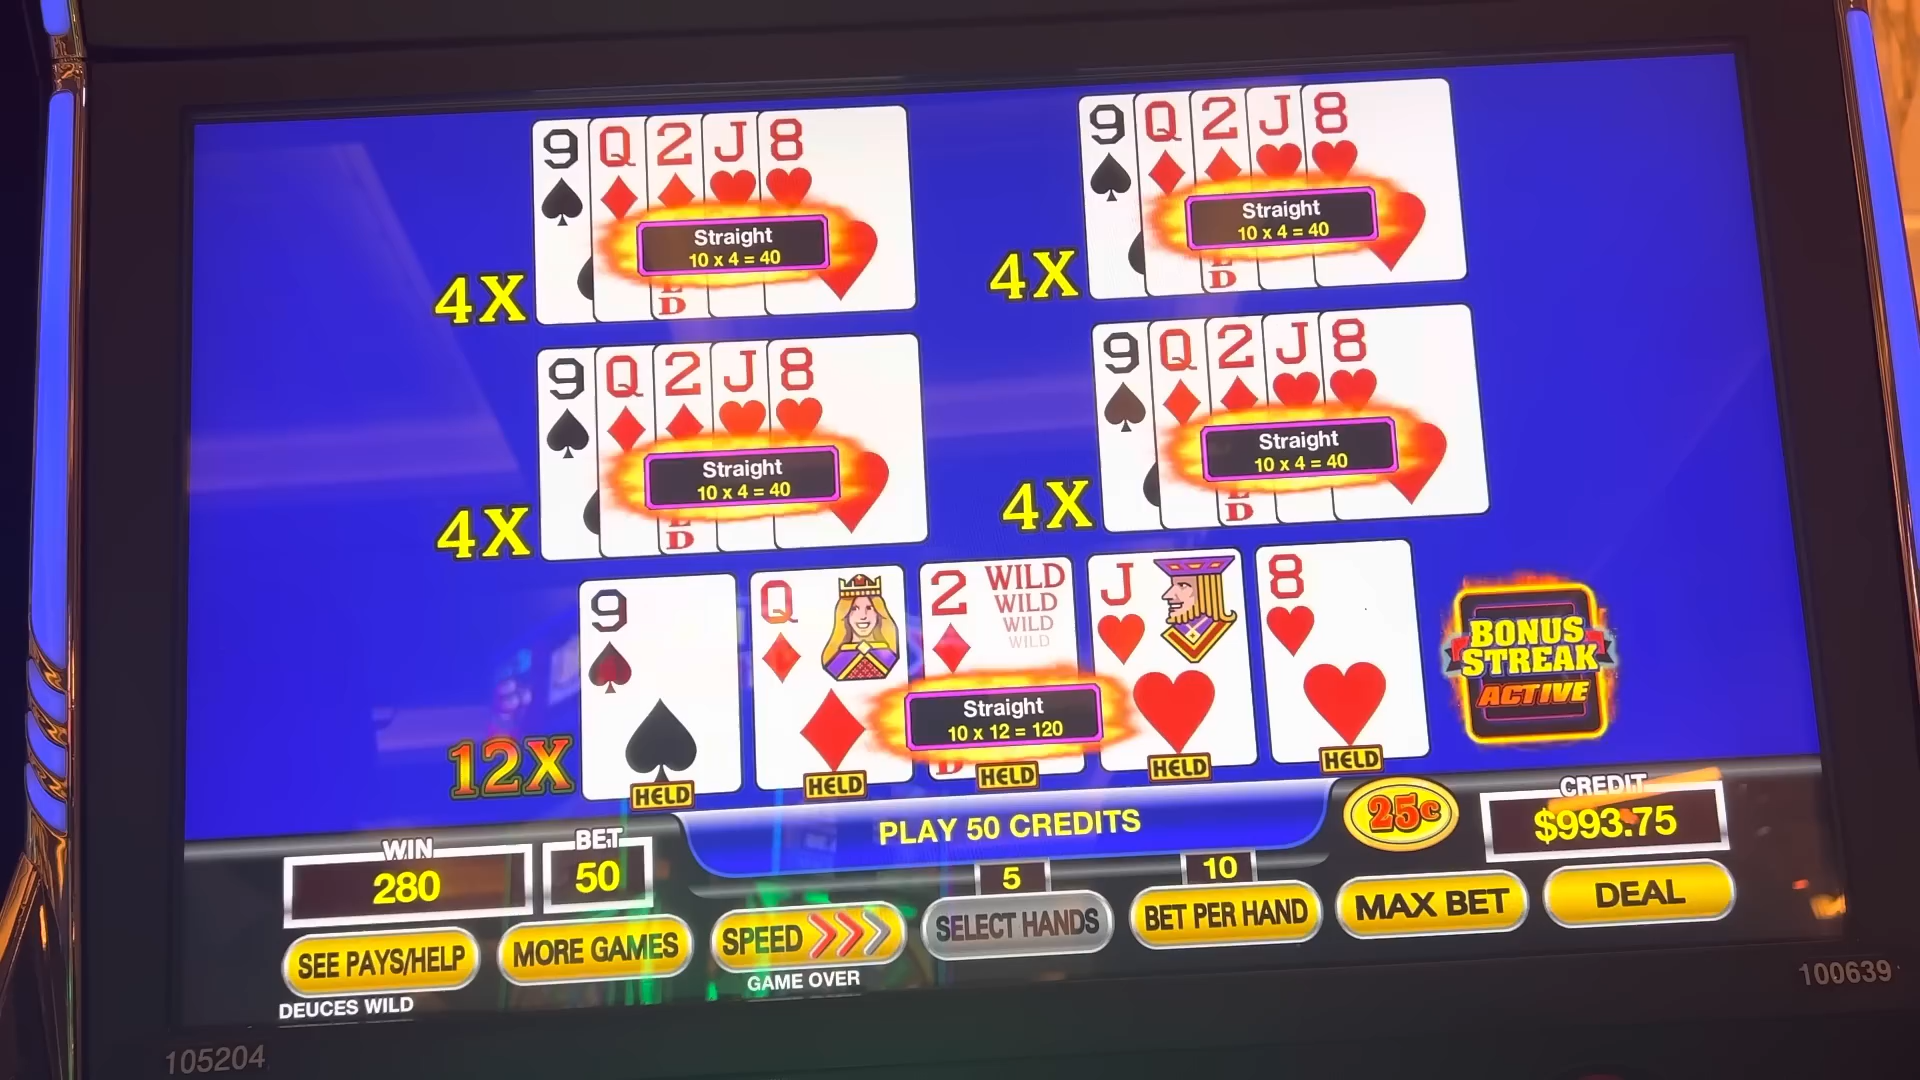 9 Q 2 J 8
Straight
10 x 4 = 40
D
4X
9 Q 2 J 8
Straight
10 x 4 = 40
D
4X
9 Q 2 J 8
Straight
10 x 4 = 40
D
4X
9 Q 2 J 8
Straight
10 x 4 = 40
D
4X
9 Q 2 J 8
WILD
WILD
WILD
WILD
Straight
10 x 12 = 120
D
12X
HELD HELD HELD HELD HELD
BONUS
STREAK
ACTIVE
PLAY 50 CREDITS
25¢
CREDIT
$993.75
WIN
280
BET
50
5
10
SEE PAYS/HELP
MORE GAMES
SPEED
SELECT HANDS
BET PER HAND
MAX BET
DEAL
GAME OVER
DEUCES WILD
100639
105204